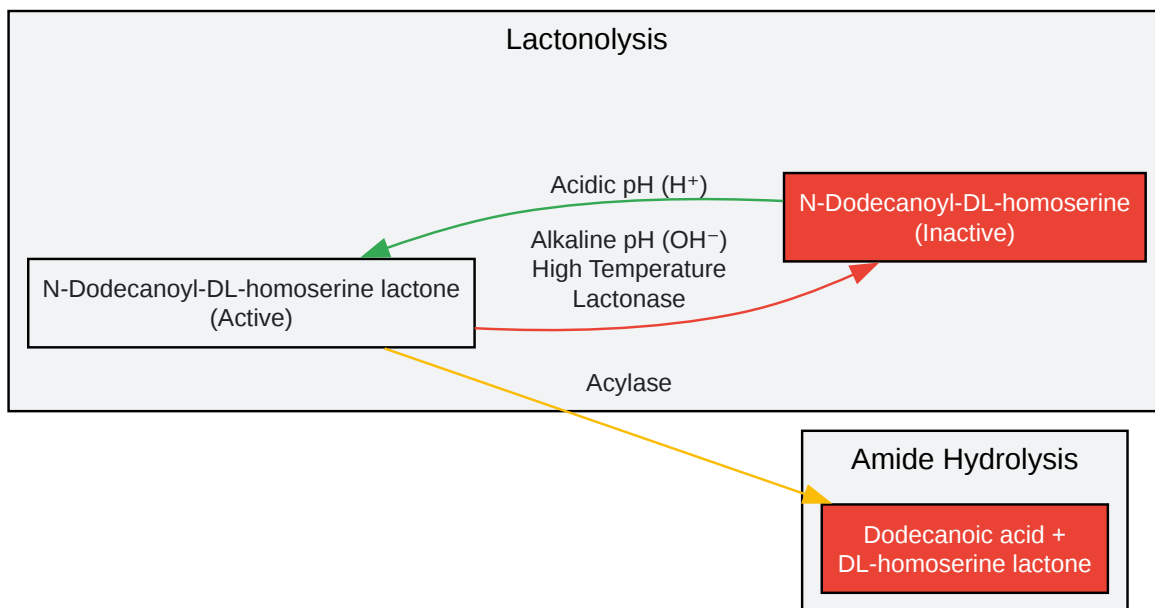 Lactonolysis
Acidic pH (H⁺)
N-Dodecanoyl-DL-homoserine
(Inactive)
Alkaline pH (OH⁻)
High Temperature
Lactonase
N-Dodecanoyl-DL-homoserine lactone
(Active)
Acylase
Amide Hydrolysis
Dodecanoic acid +
DL-homoserine lactone